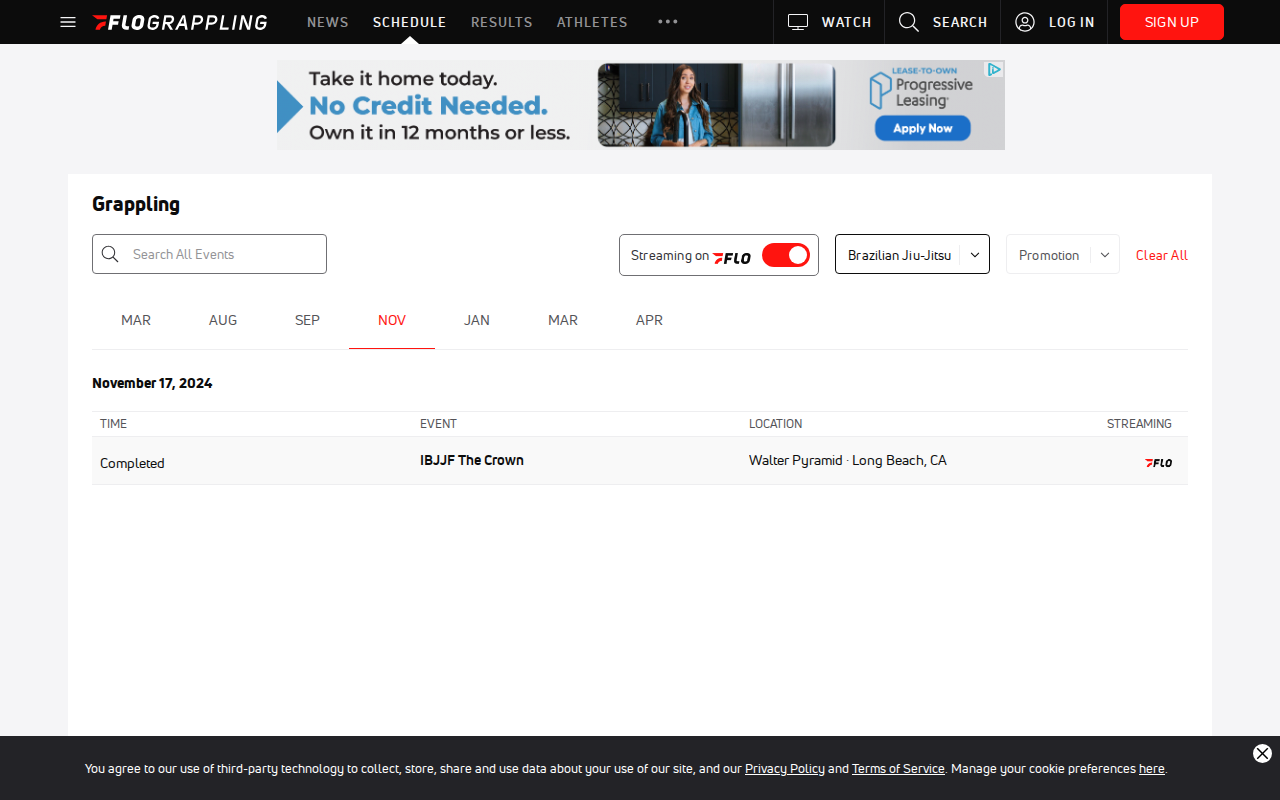 FLOGRAPPLING NEWS SCHEDULE RESULTS ATHLETES ••• WATCH SEARCH LOG IN SIGN UP
Take it home today.
No Credit Needed.
Own it in 12 months or less.
LEASE-TO-OWN
Progressive
Leasing
Apply Now
Grappling
Search All Events
Streaming on FLO
Brazilian Jiu-Jitsu
Promotion
Clear All
MAR AUG SEP NOV JAN MAR APR
November 17, 2024
TIME EVENT LOCATION STREAMING
Completed IBJJF The Crown Walter Pyramid · Long Beach, CA FLO
You agree to our use of third-party technology to collect, store, share and use data about your use of our site, and our Privacy Policy and Terms of Service. Manage your cookie preferences here.